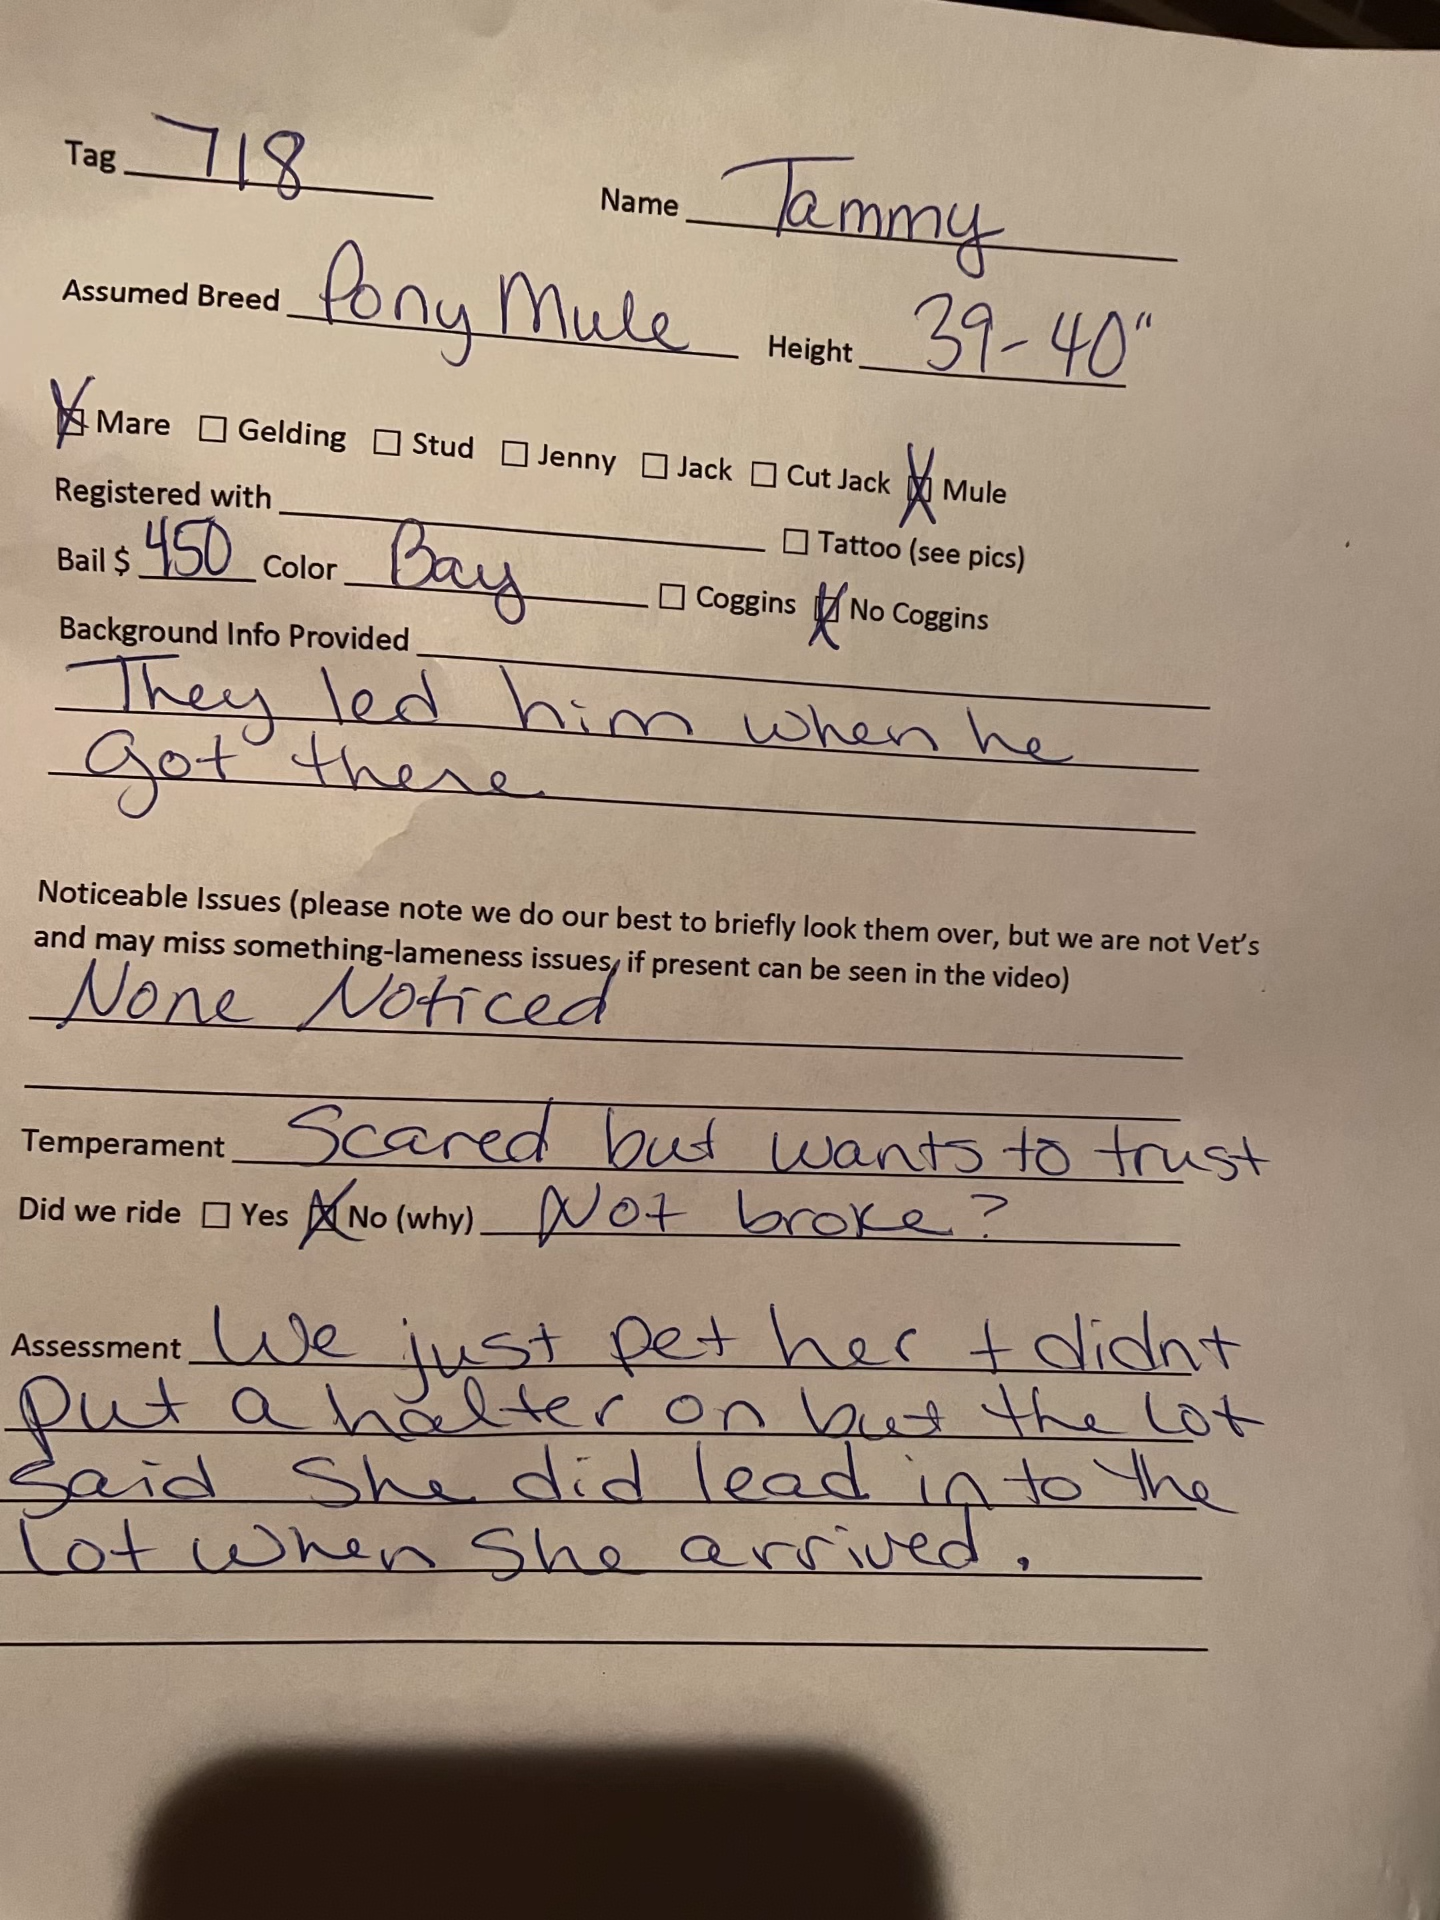 Tag 718 Name Tammy
Assumed Breed Pony Mule Height 39-40"
☒ Mare ☐ Gelding ☐ Stud ☐ Jenny ☐ Jack ☐ Cut Jack ☒ Mule
Registered with ☐ Tattoo (see pics)
Bail $ 450 Color Bay ☐ Coggins ☒ No Coggins
Background Info Provided
They led him when he
got there
Noticeable Issues (please note we do our best to briefly look them over, but we are not Vet's
and may miss something-lameness issues, if present can be seen in the video)
None Noticed
Temperament Scared but wants to trust
Did we ride ☐ Yes ☒ No (why) Not broke?
Assessment We just pet her + didnt
put a halter on but the lot
said she did lead in to the
lot when she arrived.